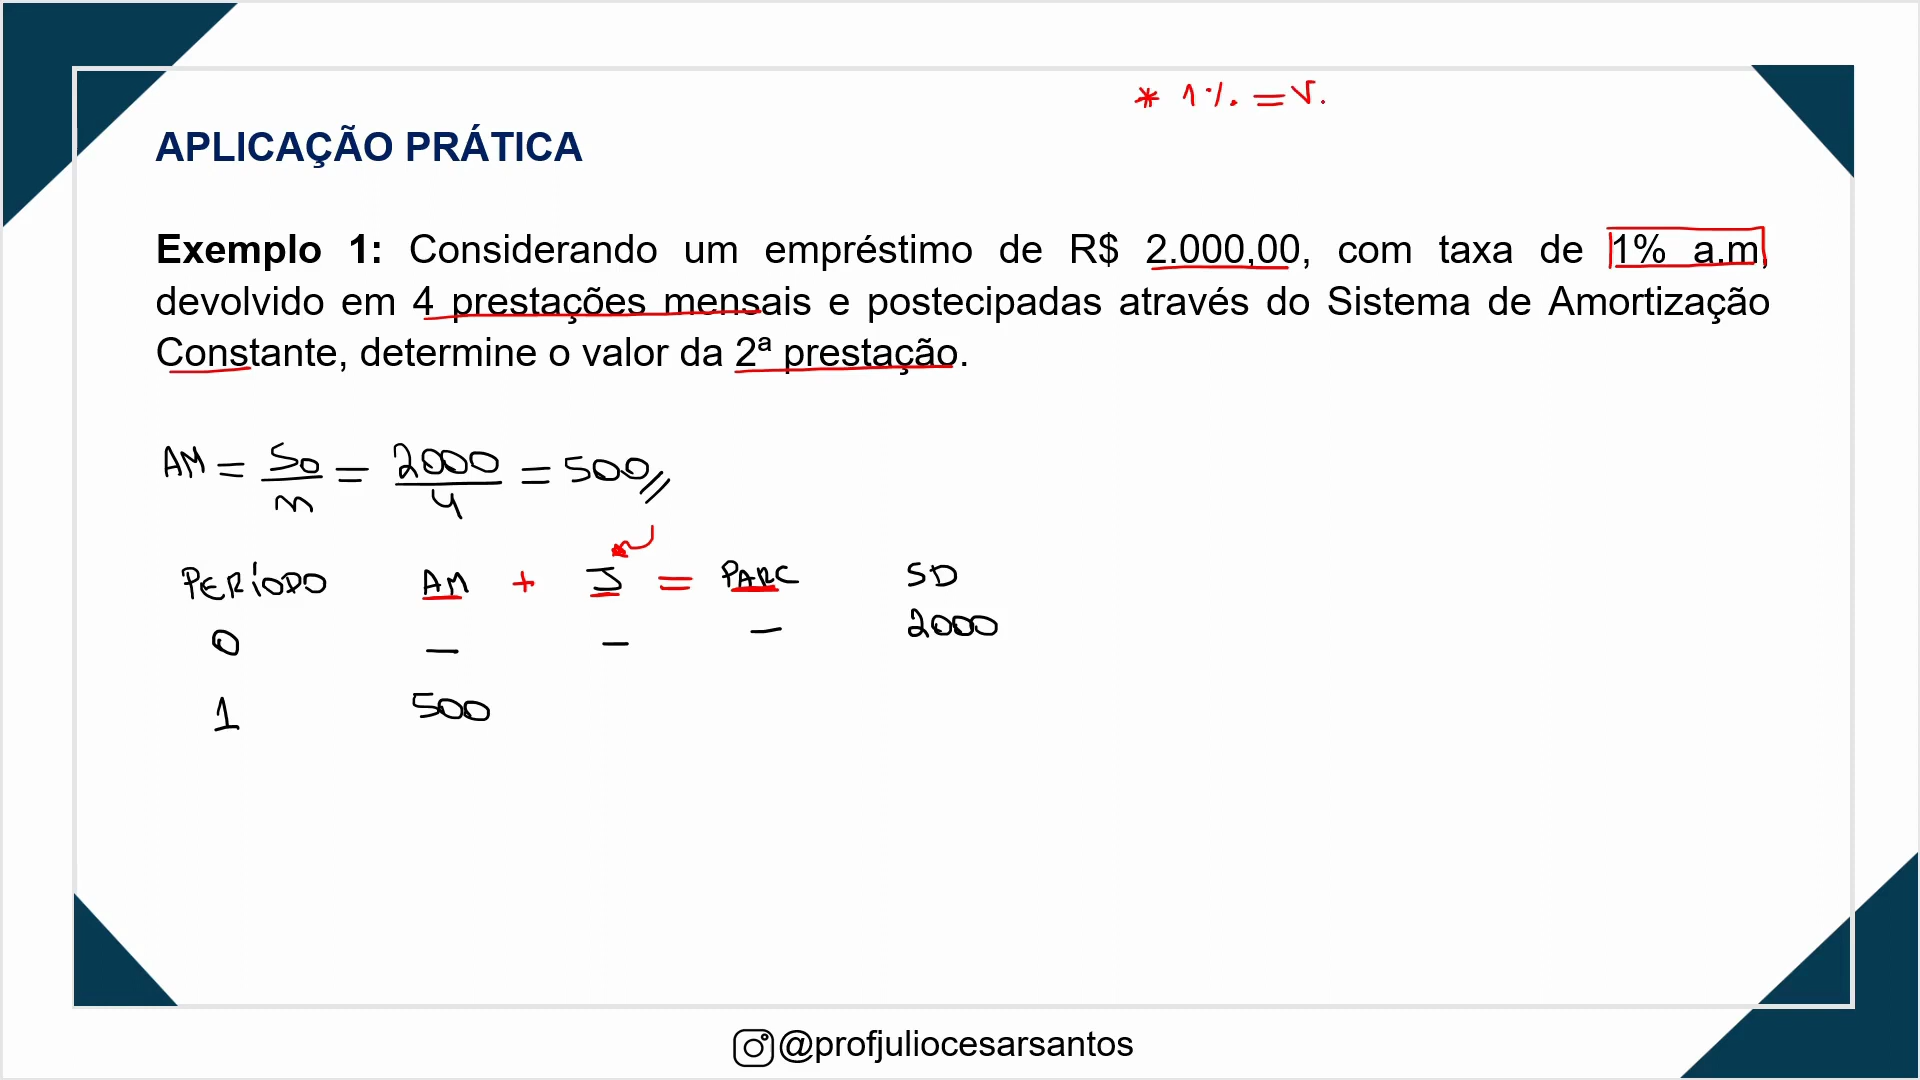 * 1% = √.
APLICAÇÃO PRÁTICA
Exemplo 1: Considerando um empréstimo de R$ 2.000,00, com taxa de 1% a.m,
devolvido em 4 prestações mensais e postecipadas através do Sistema de Amortização
Constante, determine o valor da 2ª prestação.
AM = S0/n = 2000/4 = 500//
PERÍODO AM + J = PARC SD
0 — — — 2000
1 500
@profjuliocesarsantos